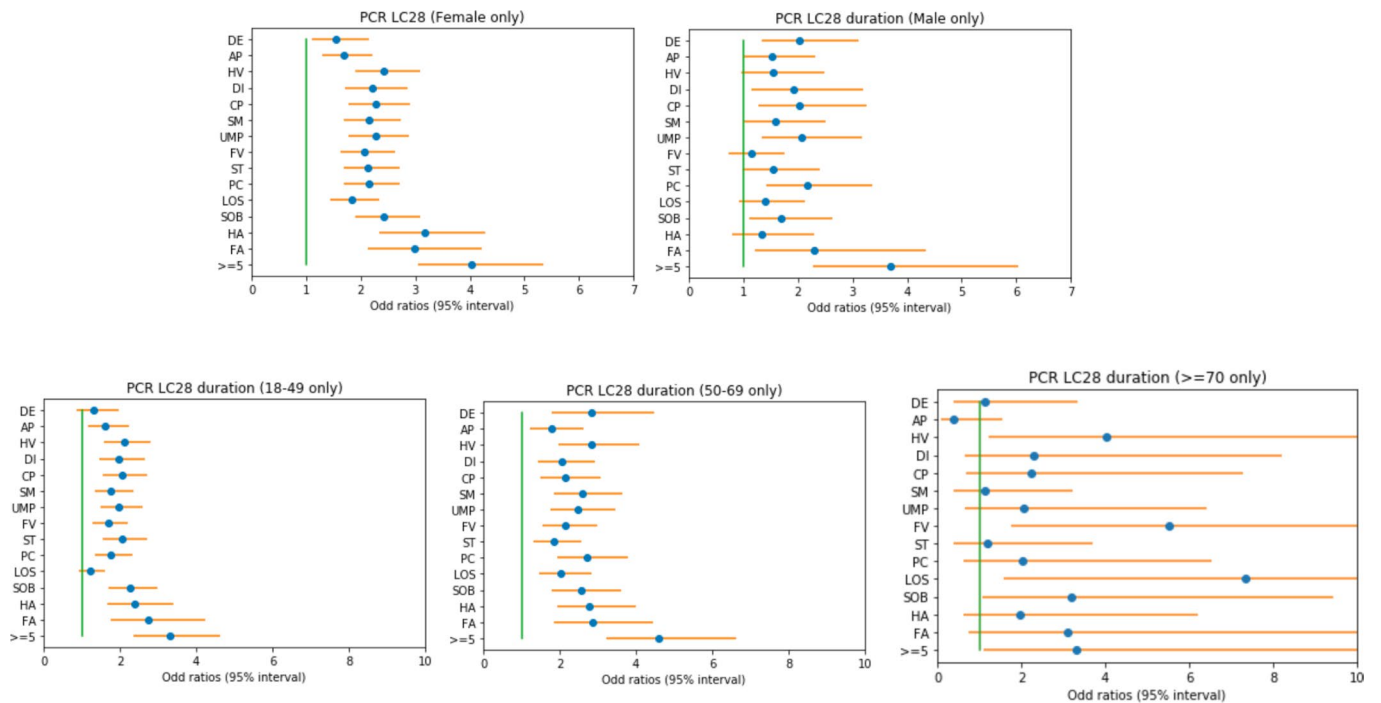 PCR LC28 (Female only)
DE
AP
HV
DI
CP
SM
UMP
FV
ST
PC
LOS
SOB
HA
FA
>=5
0 1 2 3 4 5 6 7
Odd ratios (95% interval)
PCR LC28 duration (Male only)
DE
AP
HV
DI
CP
SM
UMP
FV
ST
PC
LOS
SOB
HA
FA
>=5
0 1 2 3 4 5 6 7
Odd ratios (95% interval)
PCR LC28 duration (18-49 only)
DE
AP
HV
DI
CP
SM
UMP
FV
ST
PC
LOS
SOB
HA
FA
>=5
0 2 4 6 8 10
Odd ratios (95% interval)
PCR LC28 duration (50-69 only)
DE
AP
HV
DI
CP
SM
UMP
FV
ST
PC
LOS
SOB
HA
FA
>=5
0 2 4 6 8 10
Odd ratios (95% interval)
PCR LC28 duration (>=70 only)
DE
AP
HV
DI
CP
SM
UMP
FV
ST
PC
LOS
SOB
HA
FA
>=5
0 2 4 6 8 10
Odd ratios (95% interval)